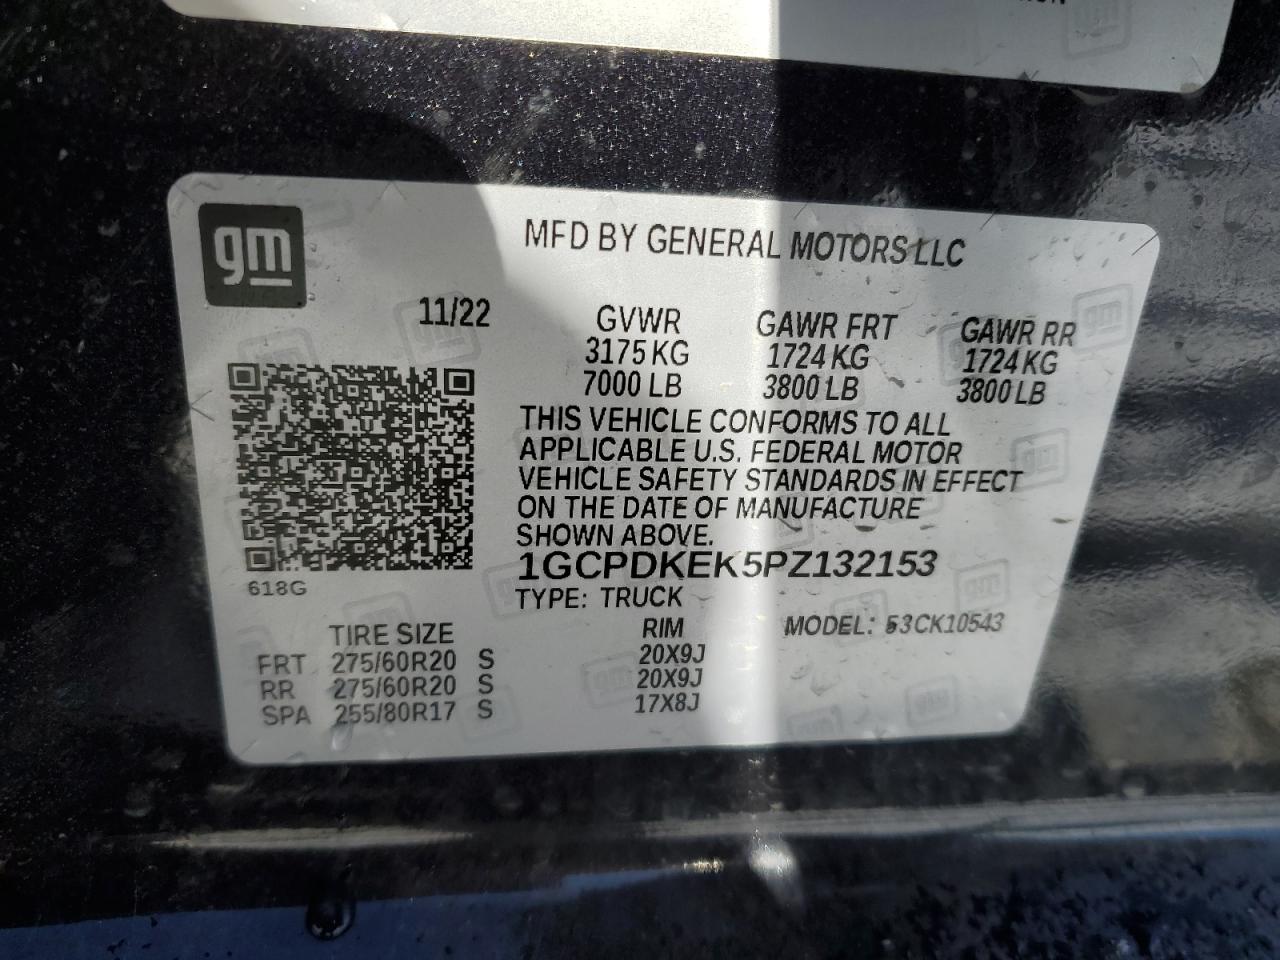 gm
MFD BY GENERAL MOTORS LLC
11/22
GVWR GAWR FRT GAWR RR
3175 KG 1724 KG 1724 KG
7000 LB 3800 LB 3800 LB
THIS VEHICLE CONFORMS TO ALL
APPLICABLE U.S. FEDERAL MOTOR
VEHICLE SAFETY STANDARDS IN EFFECT
ON THE DATE OF MANUFACTURE
SHOWN ABOVE.
1GCPDKEK5PZ132153
618G
TYPE: TRUCK
TIRE SIZE RIM MODEL: 53CK10543
FRT 275/60R20 S 20X9J
RR 275/60R20 S 20X9J
SPA 255/80R17 S 17X8J